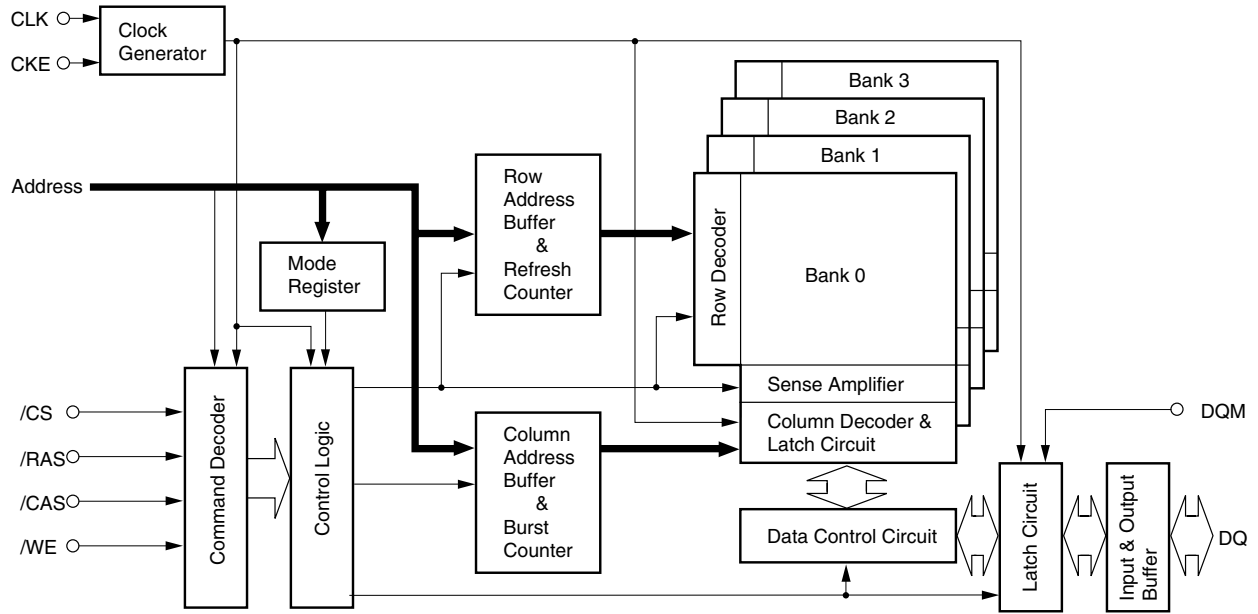 CLK
CKE
Clock
Generator
Bank 3
Bank 2
Bank 1
Address
Row
Address
Buffer
&
Refresh
Counter
Row Decoder
Bank 0
Mode
Register
Sense Amplifier
Column Decoder &
Latch Circuit
/CS
/RAS
/CAS
/WE
Command Decoder
Control Logic
Column
Address
Buffer
&
Burst
Counter
Data Control Circuit
DQM
Latch Circuit
Input & Output
Buffer
DQ